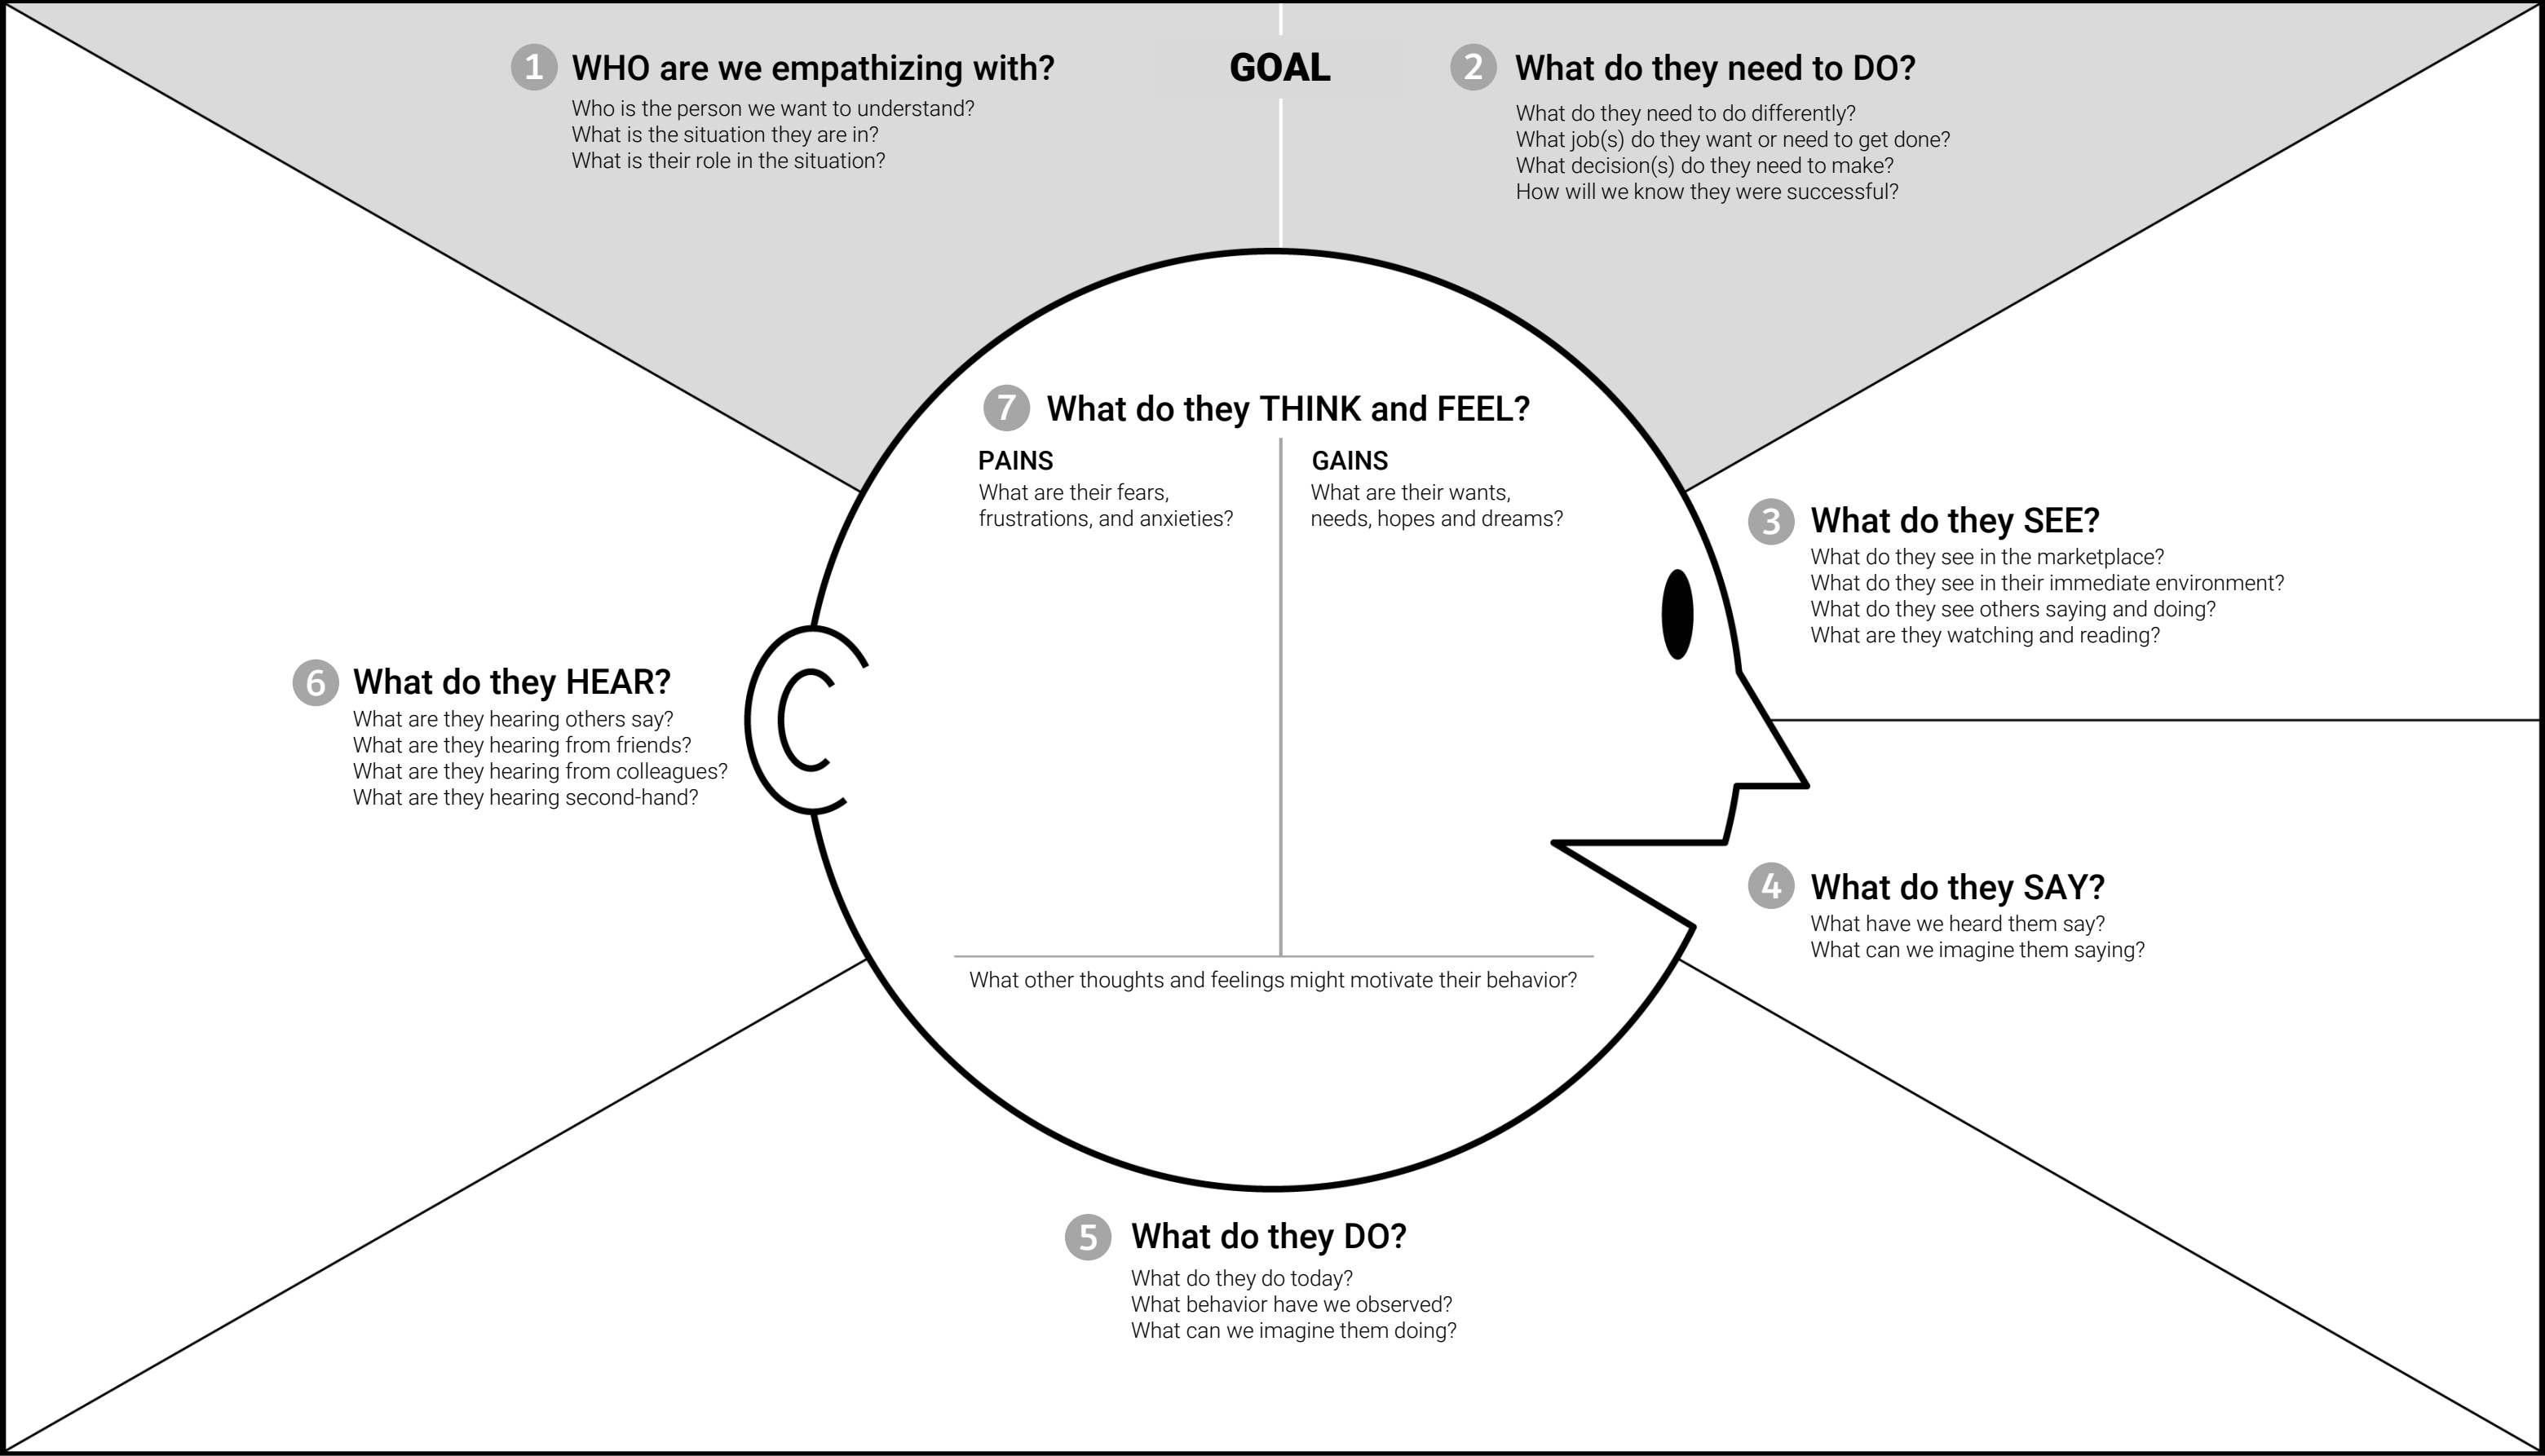 1 WHO are we empathizing with?
Who is the person we want to understand?
What is the situation they are in?
What is their role in the situation?
GOAL
2 What do they need to DO?
What do they need to do differently?
What job(s) do they want or need to get done?
What decision(s) do they need to make?
How will we know they were successful?
3 What do they SEE?
What do they see in the marketplace?
What do they see in their immediate environment?
What do they see others saying and doing?
What are they watching and reading?
4 What do they SAY?
What have we heard them say?
What can we imagine them saying?
5 What do they DO?
What do they do today?
What behavior have we observed?
What can we imagine them doing?
6 What do they HEAR?
What are they hearing others say?
What are they hearing from friends?
What are they hearing from colleagues?
What are they hearing second-hand?
7 What do they THINK and FEEL?
PAINS
What are their fears,
frustrations, and anxieties?
GAINS
What are their wants,
needs, hopes and dreams?
What other thoughts and feelings might motivate their behavior?